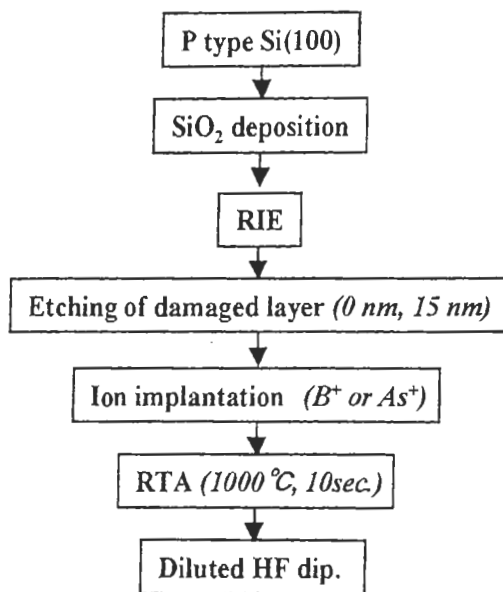 P type Si(100)
SiO₂ deposition
RIE
Etching of damaged layer (0 nm, 15 nm)
Ion implantation (B⁺ or As⁺)
RTA (1000℃, 10sec.)
Diluted HF dip.